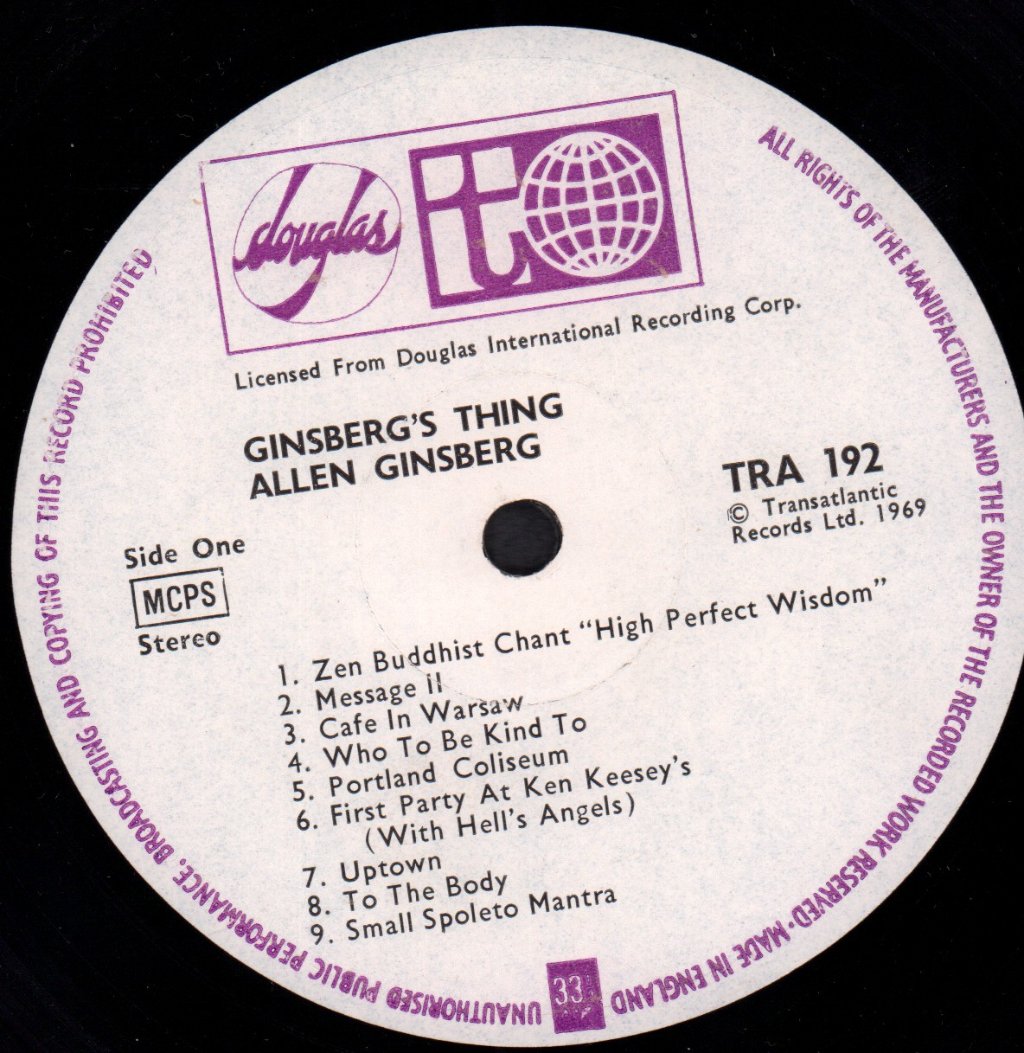 douglas
Licensed From Douglas International Recording Corp.
GINSBERG'S THING
ALLEN GINSBERG
TRA 192
© Transatlantic
Records Ltd. 1969
Side One
MCPS
Stereo
1. Zen Buddhist Chant "High Perfect Wisdom"
2. Message II
3. Cafe In Warsaw
4. Who To Be Kind To
5. Portland Coliseum
6. First Party At Ken Keesey's
(With Hell's Angels)
7. Uptown
8. To The Body
9. Small Spoleto Mantra
ALL RIGHTS OF THE MANUFACTURERS AND THE OWNER OF THE RECORDED WORK RESERVED·MADE IN ENGLAND
33
UNAUTHORISED PUBLIC PERFORMANCE, BROADCASTING AND COPYING OF THIS RECORD PROHIBITED